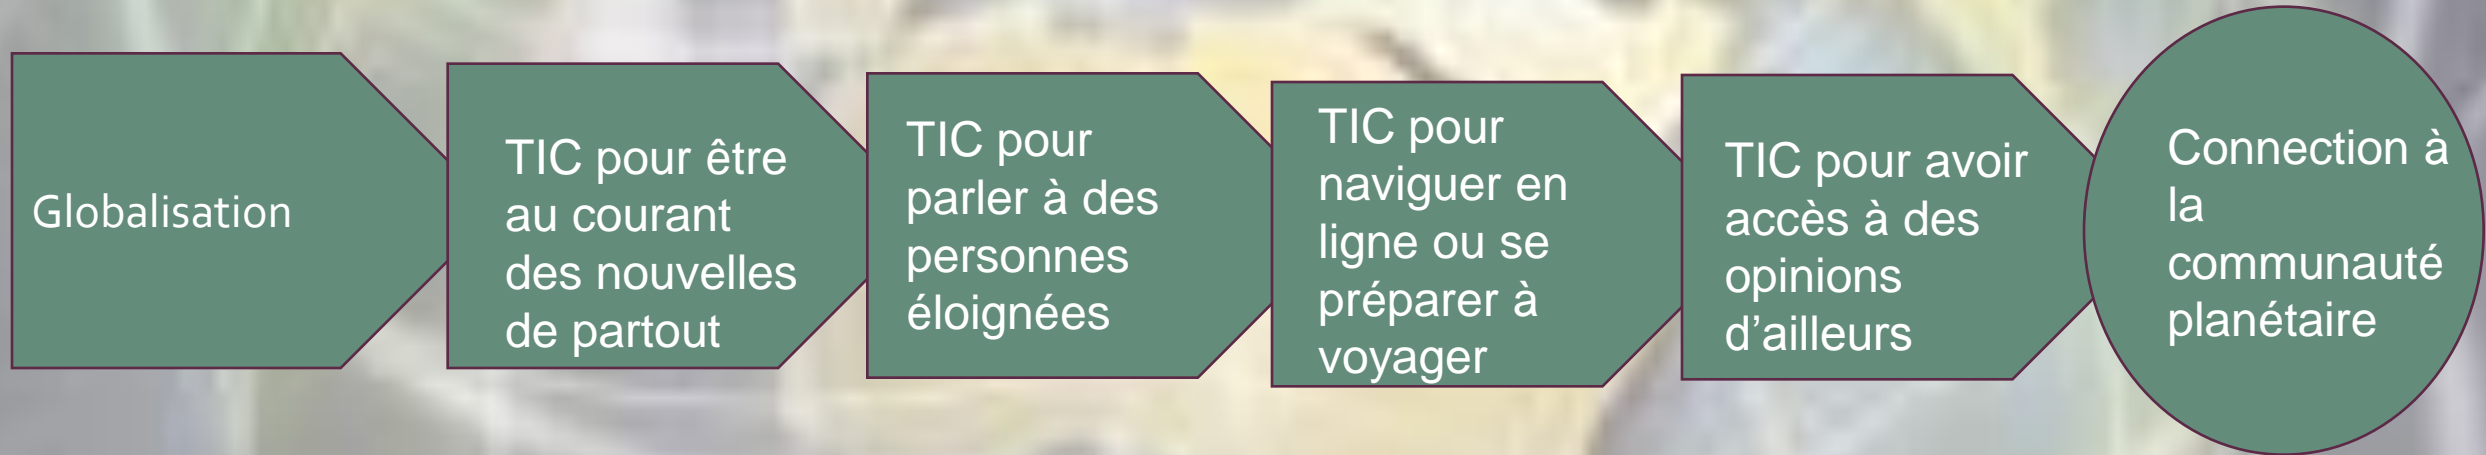 Globalisation
TIC pour être
au courant
des nouvelles
de partout
TIC pour
parler à des
personnes
éloignées
TIC pour
naviguer en
ligne ou se
préparer à
voyager
TIC pour avoir
accès à des
opinions
d’ailleurs
Connection à
la
communauté
planétaire